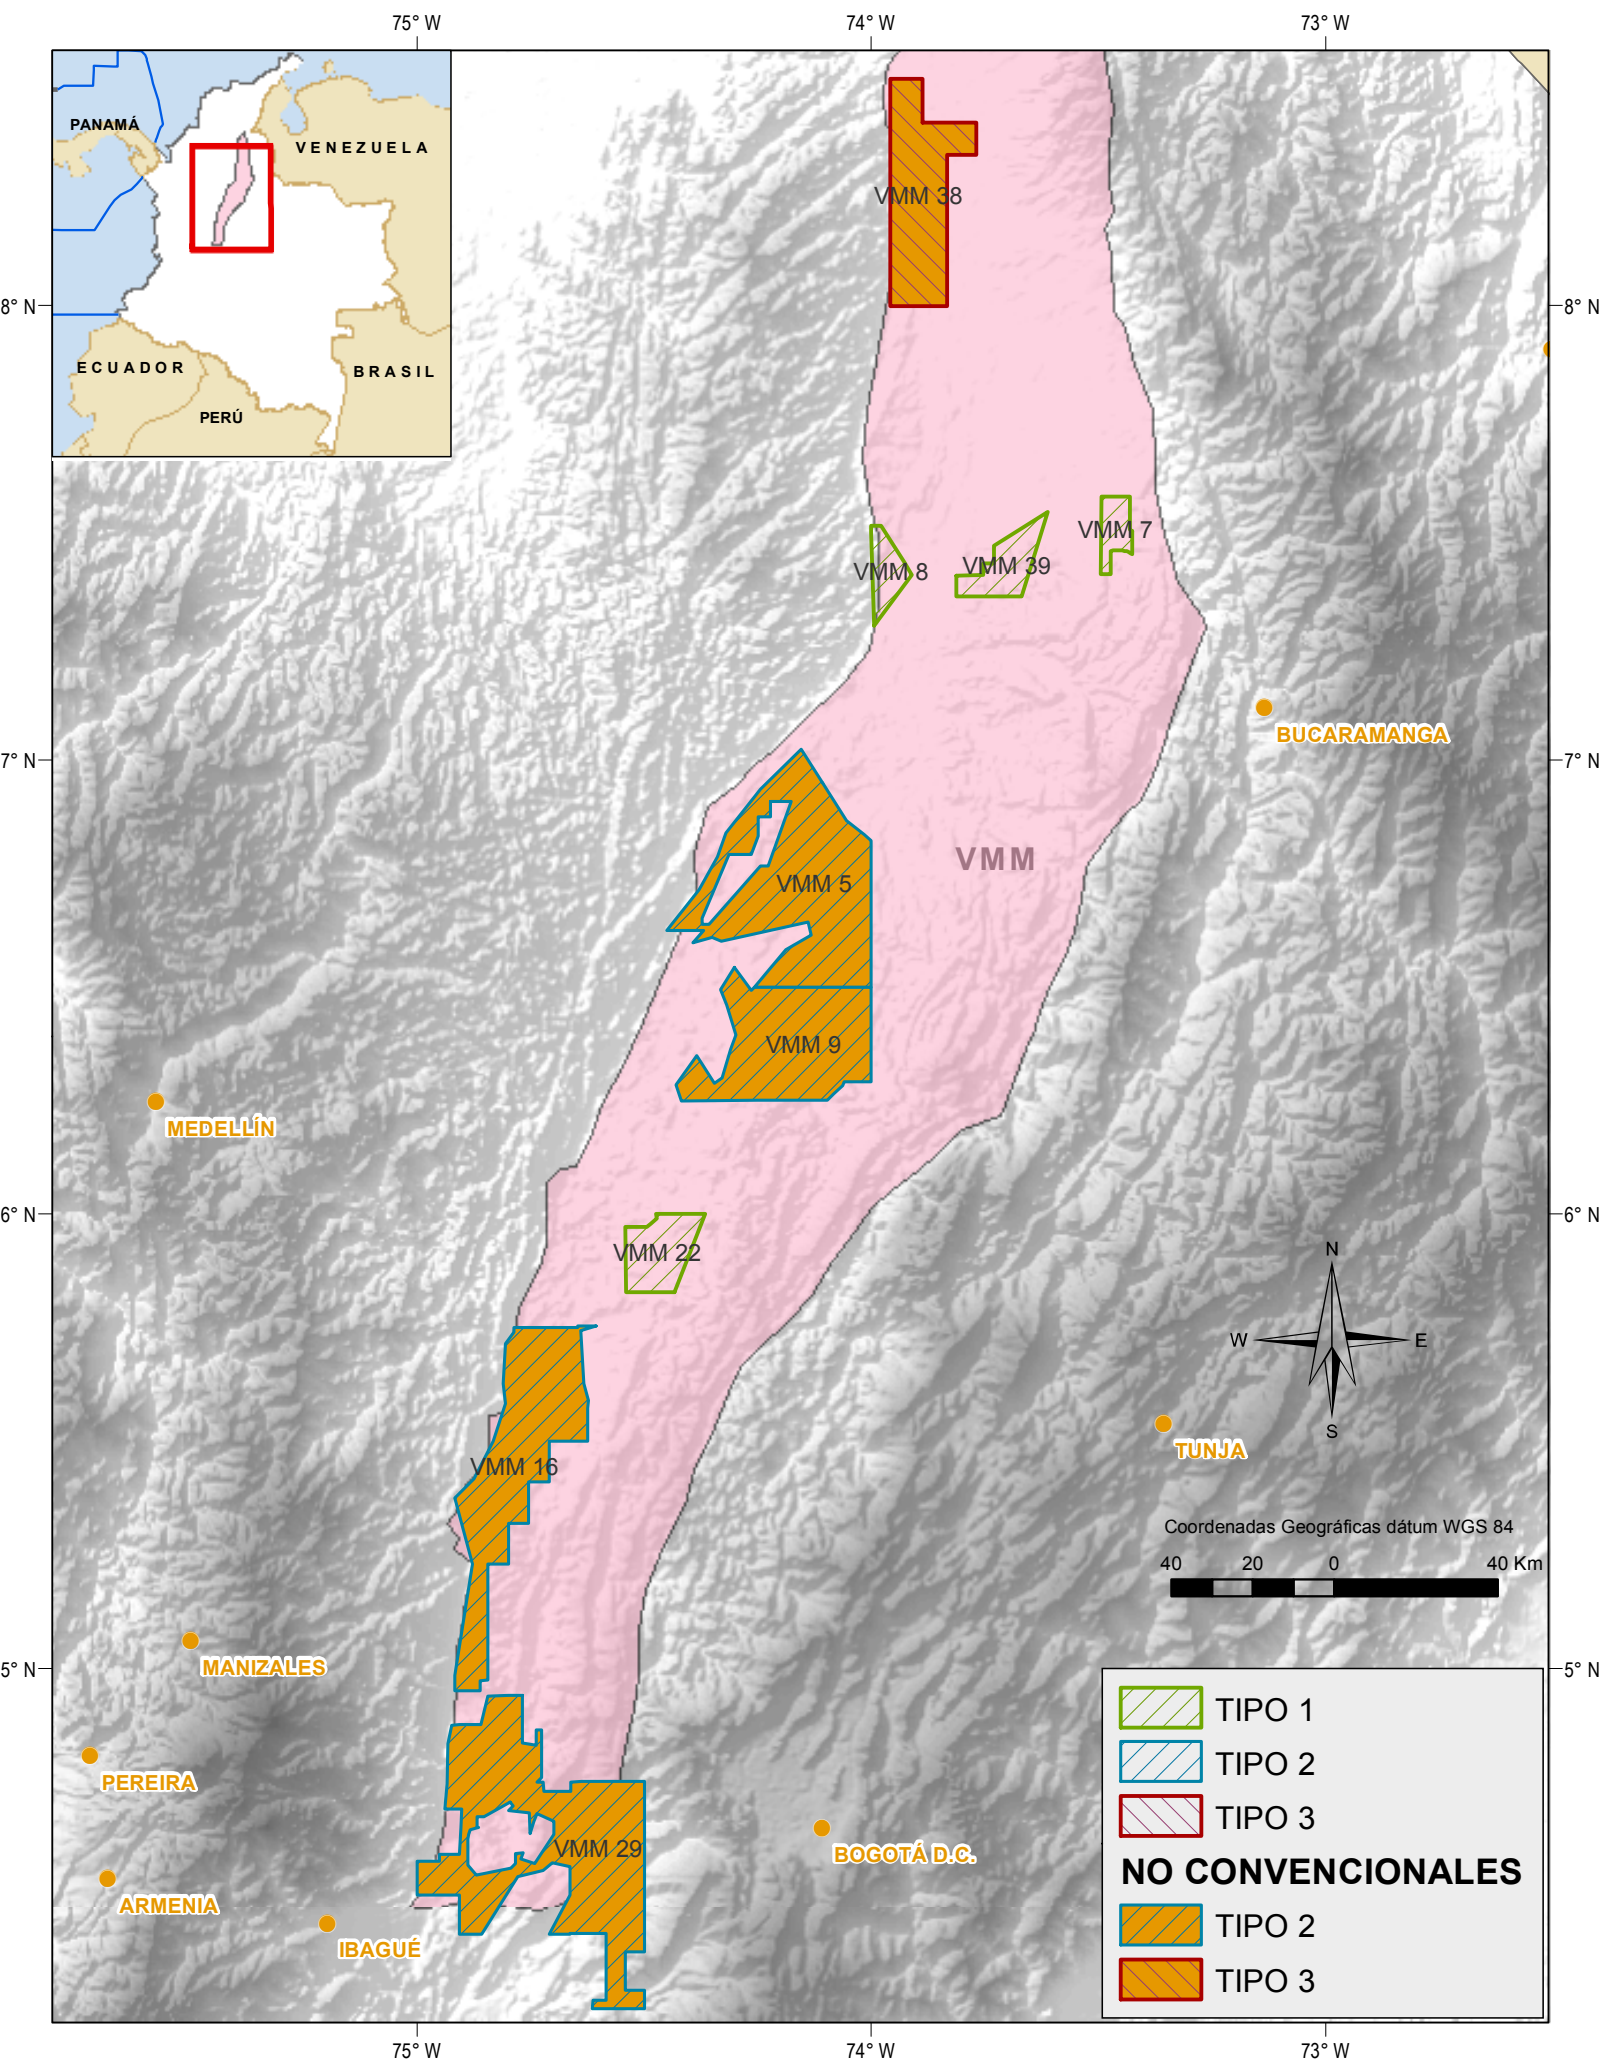 75° W
74° W
73° W
PANAMÁ
VENEZUELA
ECUADOR
BRASIL
PERÚ
VMM 38
8° N
8° N
VMM 7
VMM 8
VMM 39
BUCARAMANGA
7° N
7° N
VMM
VMM 5
VMM 9
MEDELLÍN
6° N
6° N
VMM 22
N
W
E
S
TUNJA
VMM 16
Coordenadas Geográficas dátum WGS 84
40 20 0 40 Km
MANIZALES
5° N
5° N
TIPO 1
TIPO 2
TIPO 3
NO CONVENCIONALES
TIPO 2
TIPO 3
PEREIRA
VMM 29
BOGOTÁ D.C.
ARMENIA
IBAGUÉ
75° W
74° W
73° W